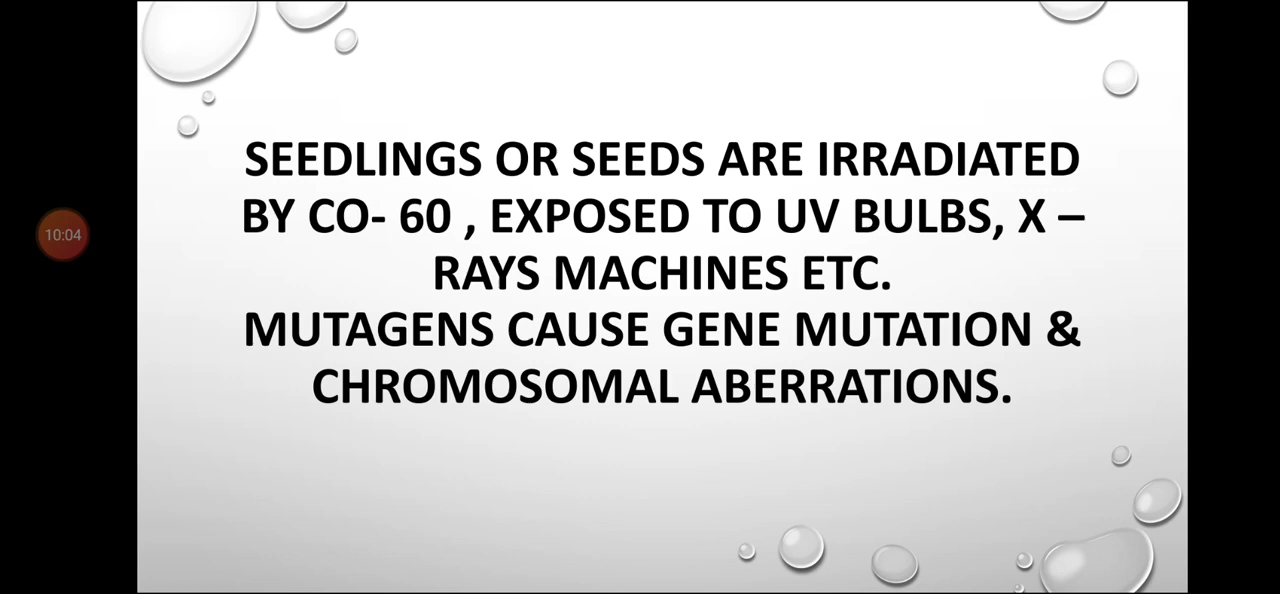 10:04
SEEDLINGS OR SEEDS ARE IRRADIATED
BY CO- 60 , EXPOSED TO UV BULBS, X –
RAYS MACHINES ETC.
MUTAGENS CAUSE GENE MUTATION &
CHROMOSOMAL ABERRATIONS.